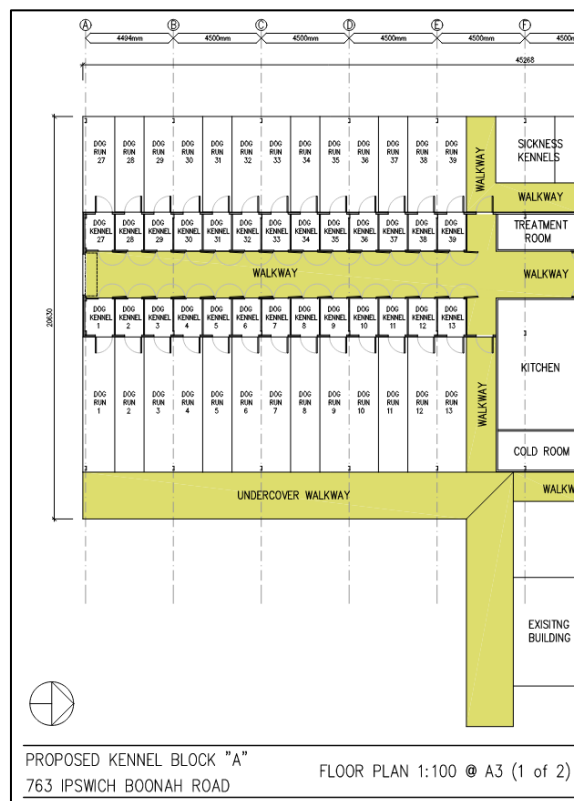 A B C D E F
4494mm 4500mm 4500mm 4500mm 4500mm 4500
45268
20630
DOG RUN 27
DOG RUN 28
DOG RUN 29
DOG RUN 30
DOG RUN 31
DOG RUN 32
DOG RUN 33
DOG RUN 34
DOG RUN 35
DOG RUN 36
DOG RUN 37
DOG RUN 38
DOG RUN 39
WALKWAY
SICKNESS
KENNELS
WALKWAY
DOG KENNEL 27
DOG KENNEL 28
DOG KENNEL 29
DOG KENNEL 30
DOG KENNEL 31
DOG KENNEL 32
DOG KENNEL 33
DOG KENNEL 34
DOG KENNEL 35
DOG KENNEL 36
DOG KENNEL 37
DOG KENNEL 38
DOG KENNEL 39
TREATMENT
ROOM
WALKWAY
WALKWAY
DOG KENNEL 1
DOG KENNEL 2
DOG KENNEL 3
DOG KENNEL 4
DOG KENNEL 5
DOG KENNEL 6
DOG KENNEL 7
DOG KENNEL 8
DOG KENNEL 9
DOG KENNEL 10
DOG KENNEL 11
DOG KENNEL 12
DOG KENNEL 13
KITCHEN
DOG RUN 1
DOG RUN 2
DOG RUN 3
DOG RUN 4
DOG RUN 5
DOG RUN 6
DOG RUN 7
DOG RUN 8
DOG RUN 9
DOG RUN 10
DOG RUN 11
DOG RUN 12
DOG RUN 13
WALKWAY
COLD ROOM
UNDERCOVER WALKWAY
WALKW
EXISITNG
BUILDING
PROPOSED KENNEL BLOCK "A"
763 IPSWICH BOONAH ROAD
FLOOR PLAN 1:100 @ A3 (1 of 2)